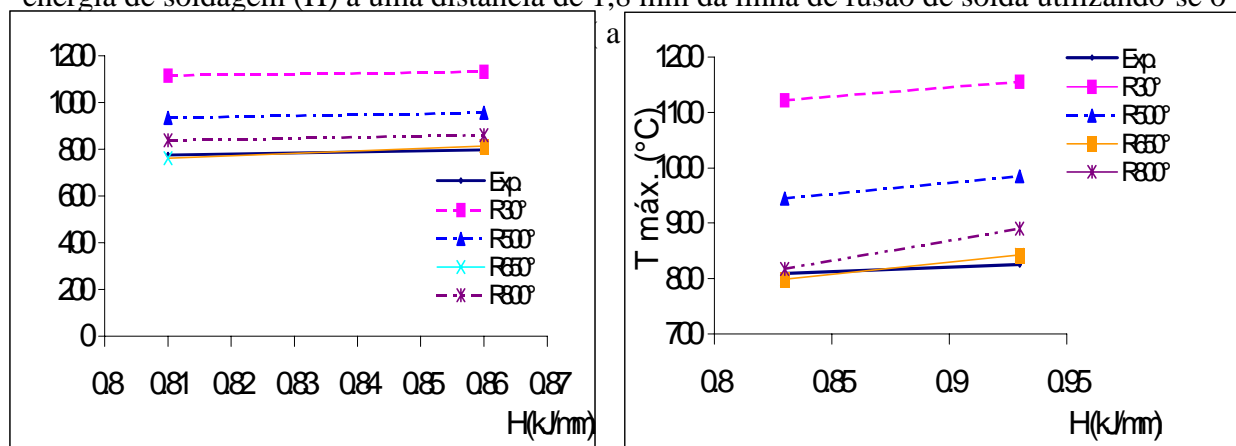 energia de soldagem (H) a uma distância de 1,8 mm da linha de fusão de solda utilizando-se o
a
1200
1000
800
600
400
200
0
0.8 0.81 0.82 0.83 0.84 0.85 0.86 0.87
H(kJ/mm)
Exp.
R30°
R500°
R650°
R800°
T máx. (°C)
1200
1100
1000
900
800
700
0.8 0.85 0.9 0.95
H(kJ/mm)
Exp.
R30°
R500°
R650°
R800°